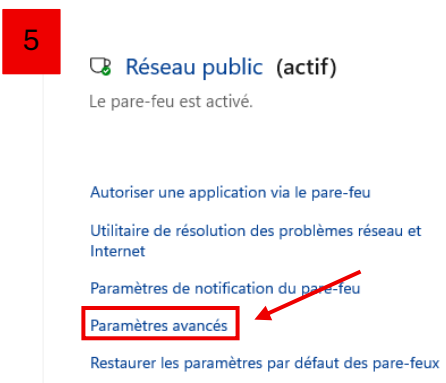 5
Réseau public (actif)
Le pare-feu est activé.
Autoriser une application via le pare-feu
Utilitaire de résolution des problèmes réseau et
Internet
Paramètres de notification du pare-feu
Paramètres avancés
Restaurer les paramètres par défaut des pare-feux